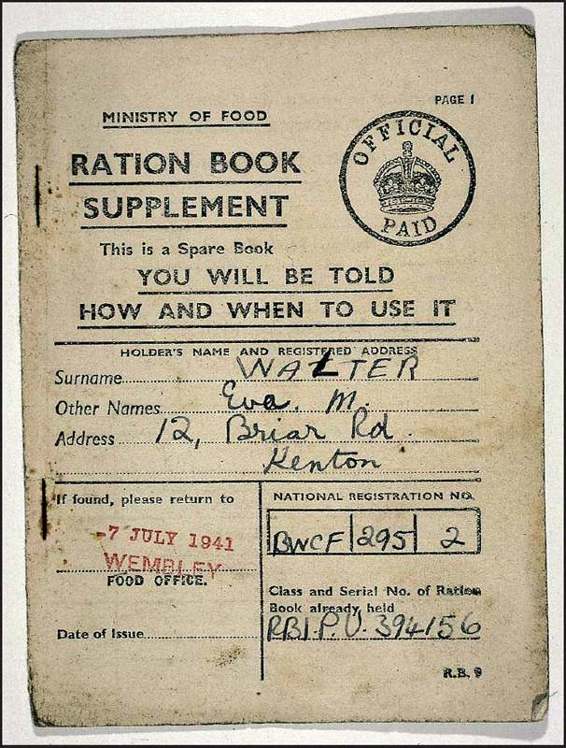 PAGE 1
MINISTRY OF FOOD
OFFICIAL
PAID
RATION BOOK
SUPPLEMENT
This is a Spare Book
YOU WILL BE TOLD
HOW AND WHEN TO USE IT
HOLDER'S NAME AND REGISTERED ADDRESS
Surname WALTER
Other Names Eva. M.
Address 12, Briar Rd.
Kenton
If found, please return to
-7 JULY 1941
WEMBLEY
FOOD OFFICE.
Date of Issue
NATIONAL REGISTRATION NO.
BWCF 295 2
Class and Serial No. of Ration
Book already held
RB1.P.U. 394156
R.B. 9